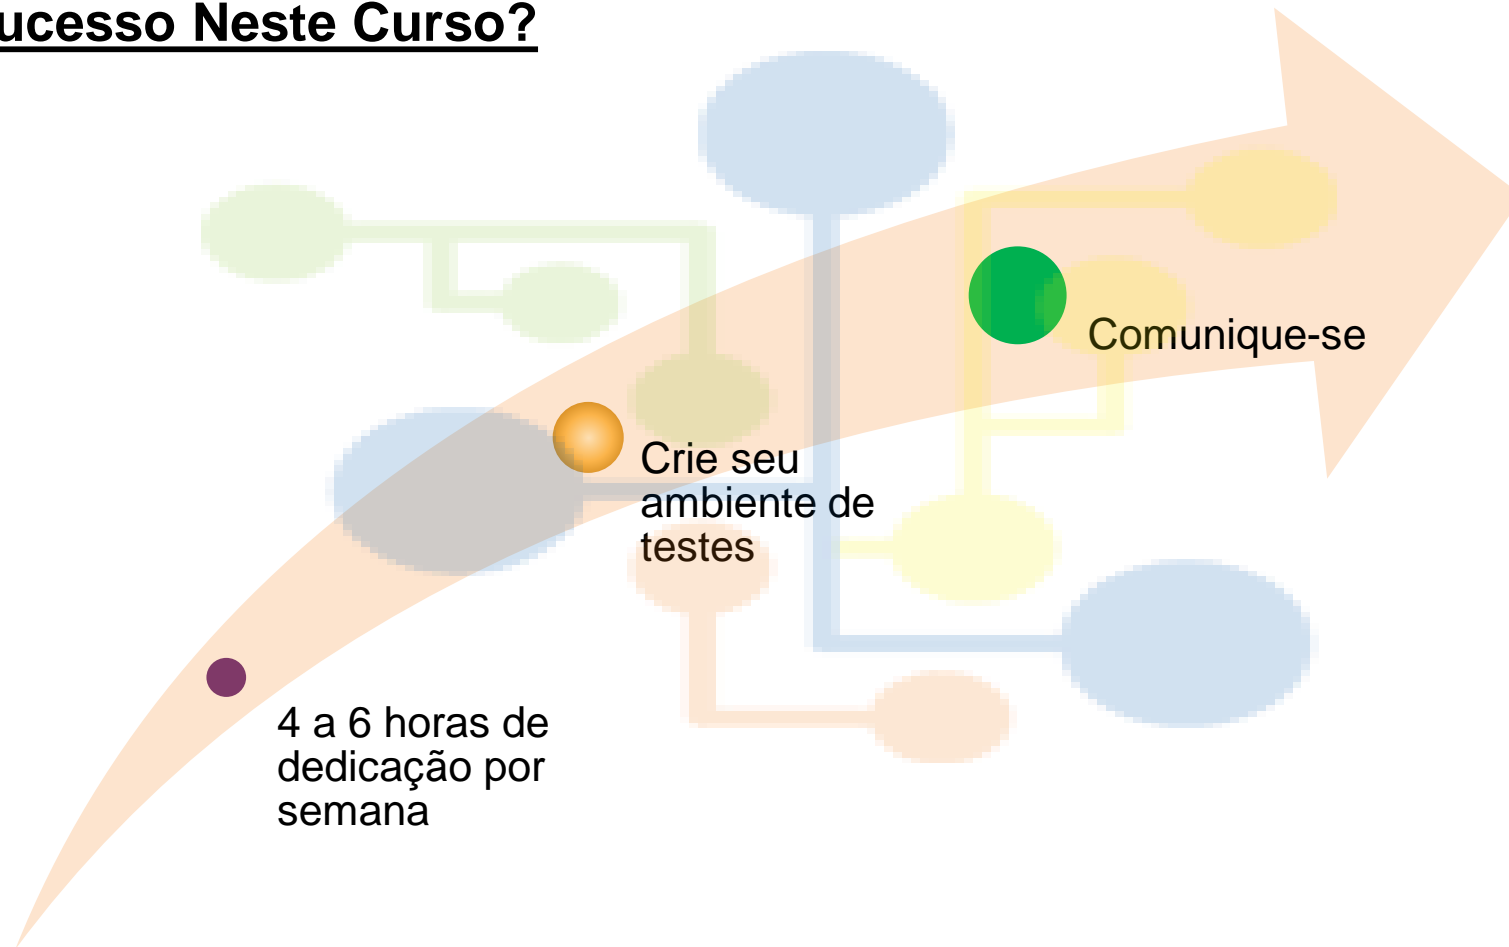 ucesso Neste Curso?
Comunique-se
Crie seu
ambiente de
testes
4 a 6 horas de
dedicação por
semana